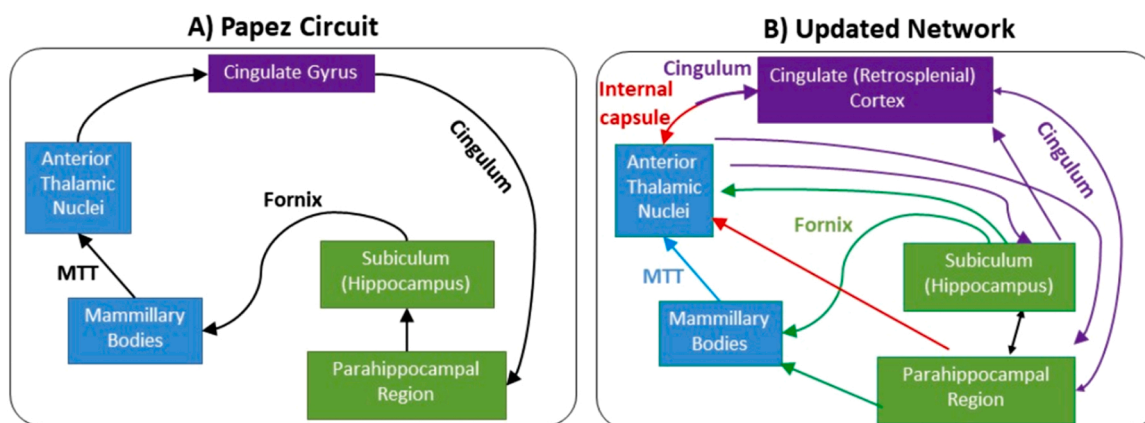 A) Papez Circuit
Cingulate Gyrus
Cingulum
Anterior
Thalamic
Nuclei
Fornix
MTT
Subiculum
(Hippocampus)
Mammillary
Bodies
Parahippocampal
Region
B) Updated Network
Cingulum
Cingulate (Retrosplenial)
Cortex
Internal
capsule
Cingulum
Anterior
Thalamic
Nuclei
Fornix
MTT
Subiculum
(Hippocampus)
Mammillary
Bodies
Parahippocampal
Region